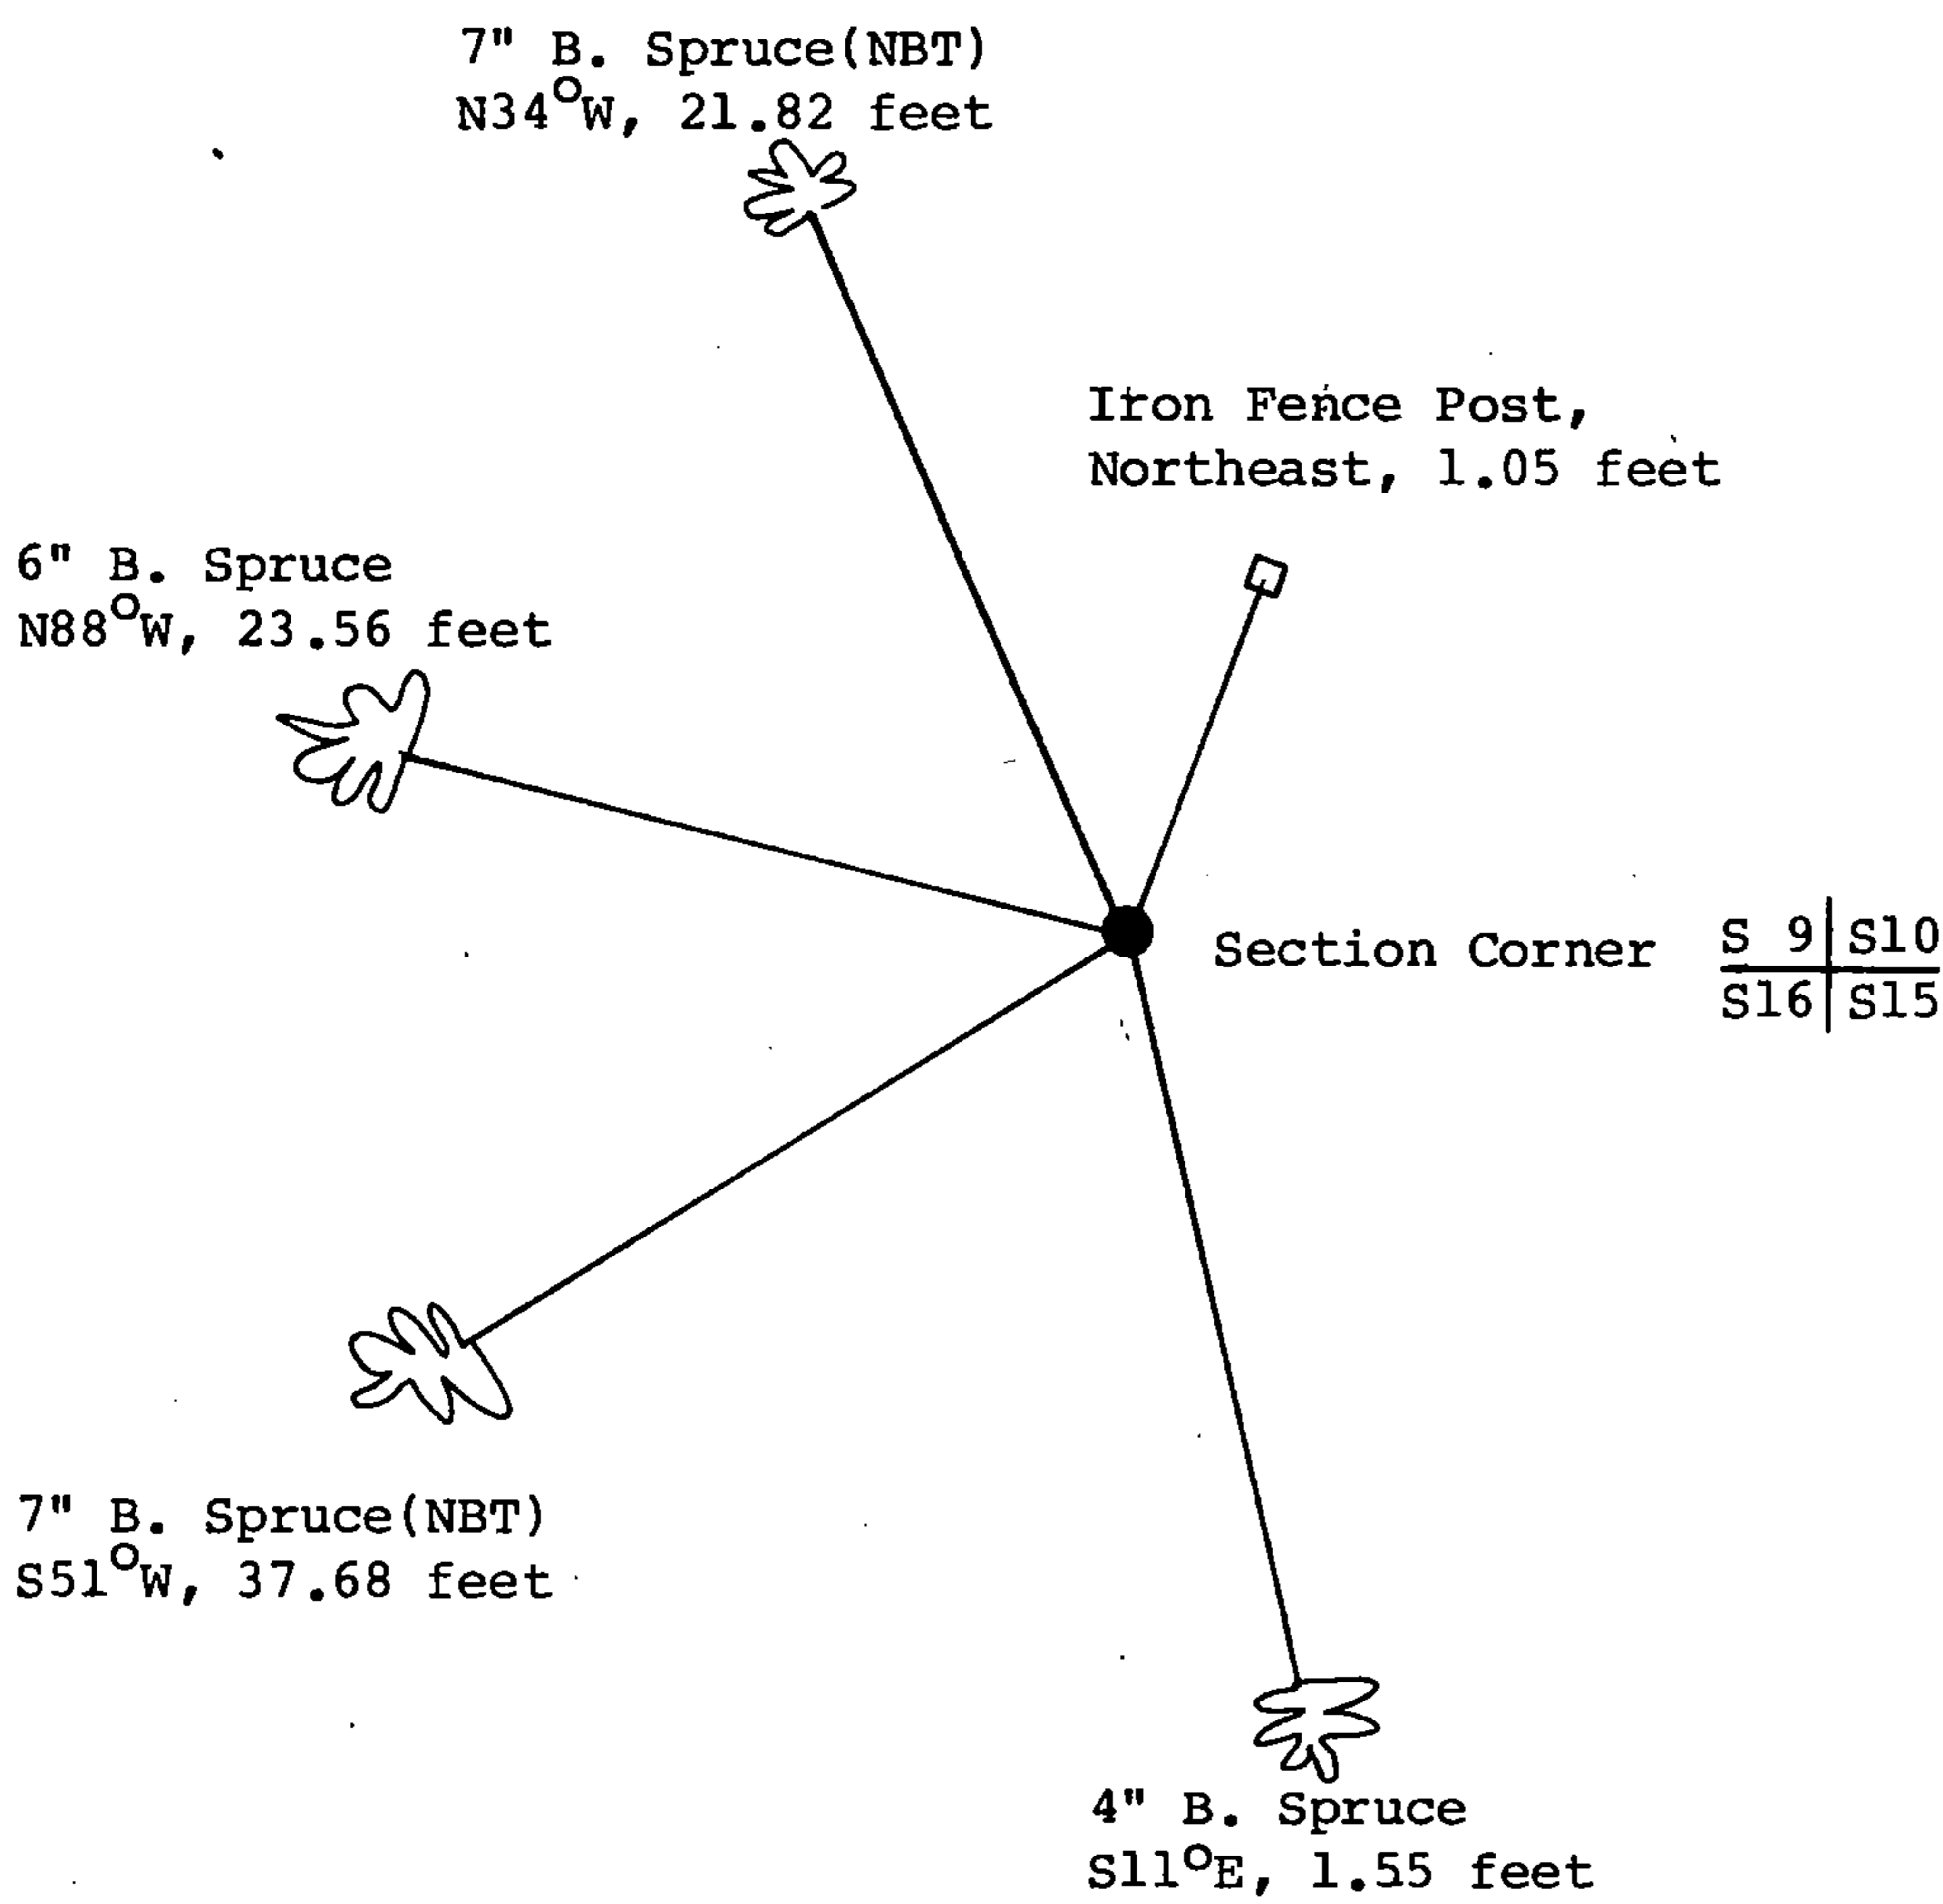 7" B. Spruce(NBT)
N34°W, 21.82 feet
Iron Fence Post,
Northeast, 1.05 feet
6" B. Spruce
N88°W, 23.56 feet
Section Corner
S 9 S10
S16 S15
7" B. Spruce(NBT)
S51°W, 37.68 feet
4" B. Spruce
S11°E, 1.55 feet